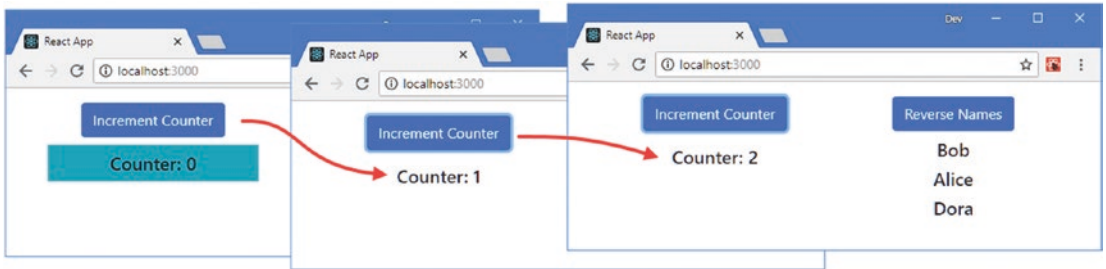 React App
localhost:3000
Increment Counter
Counter: 0
React App
localhost:3000
Increment Counter
Counter: 1
Dev
React App
localhost:3000
Increment Counter
Reverse Names
Counter: 2
Bob
Alice
Dora